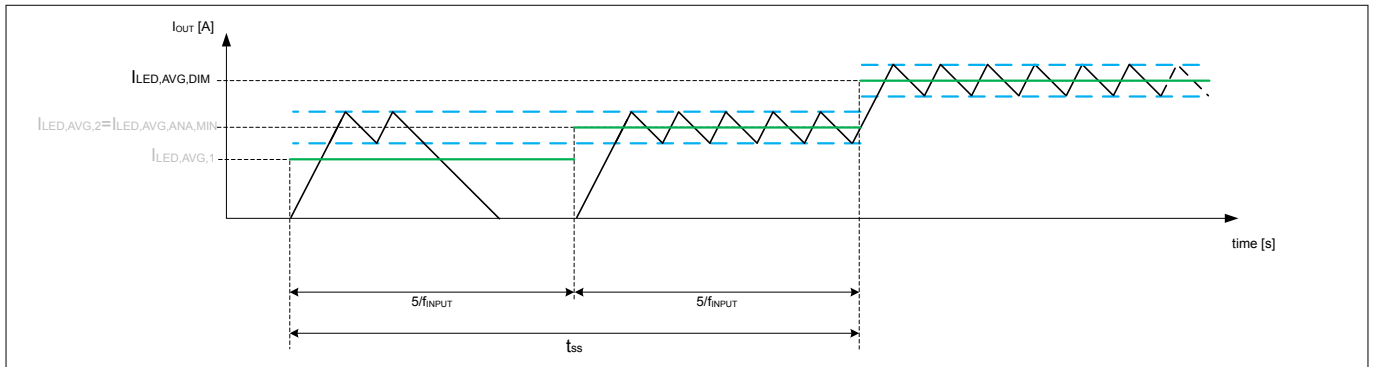 IOUT [A]
ILED,AVG,DIM
ILED,AVG,2=ILED,AVG,ANA,MIN
ILED,AVG,1
time [s]
5/fINPUT
5/fINPUT
tss